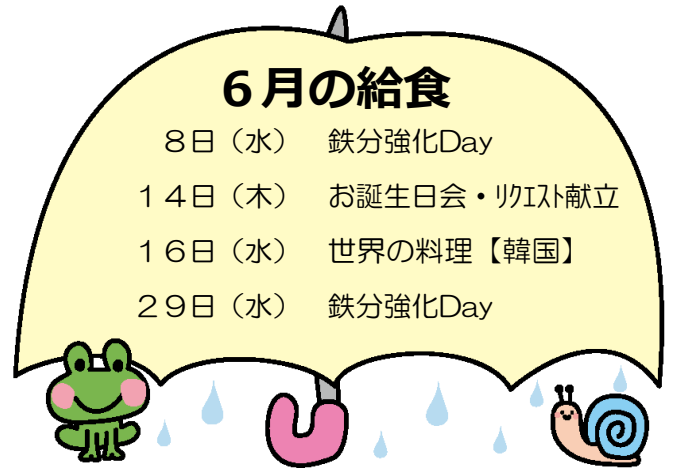 ６月の給食
８日（水）　鉄分強化Day
１４日（木）　お誕生日会・ﾘｸｴｽﾄ献立
１６日（水）　世界の料理【韓国】
２９日（水）　鉄分強化Day